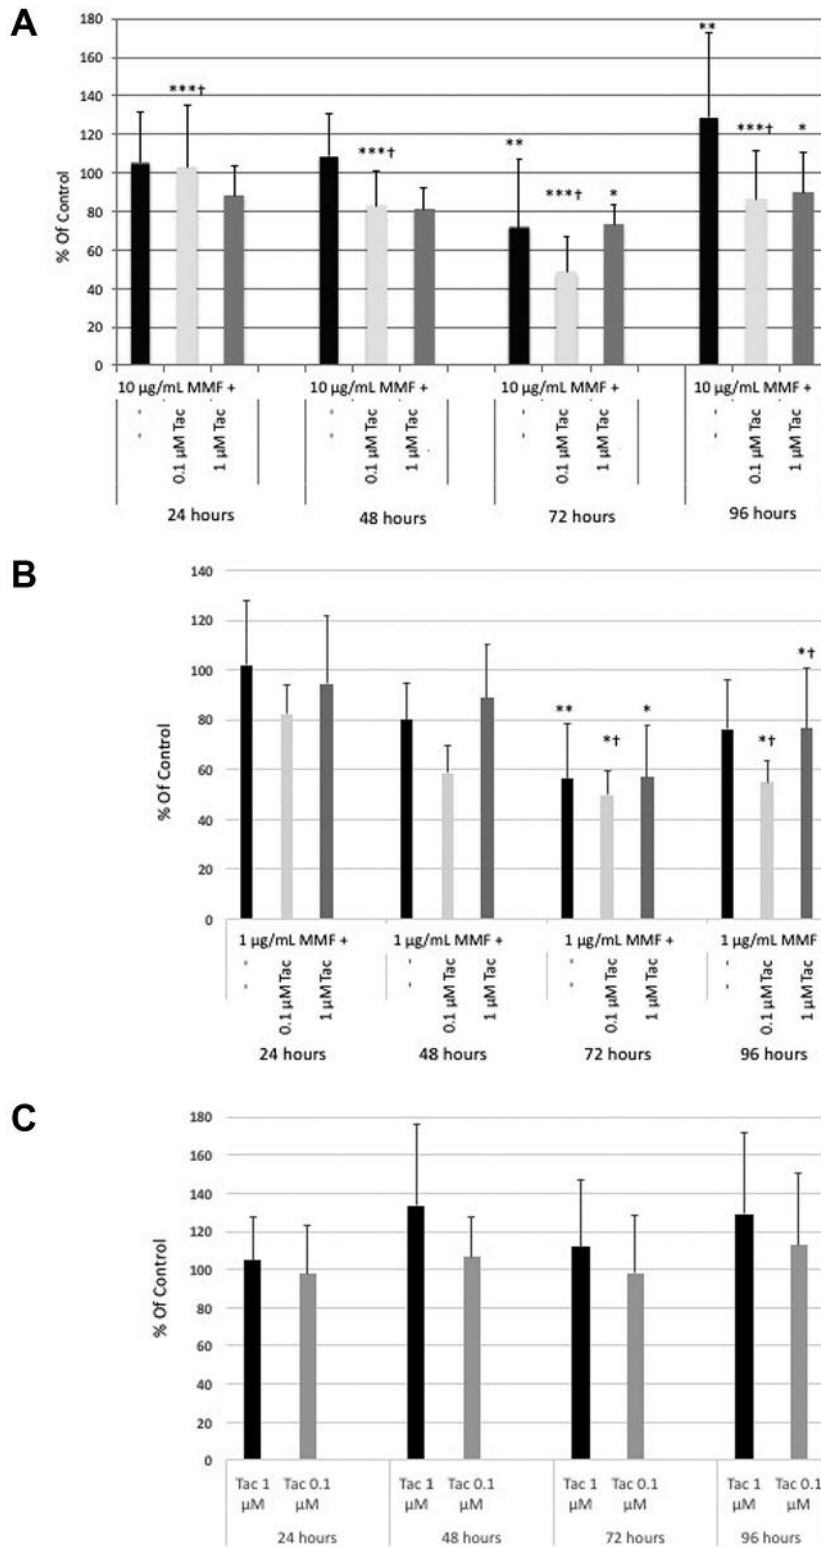 A
180
160
140
120
100
80
60
40
20
0
% Of Control
***†
***†
**
***†
*
**
***†
*
10 µg/mL MMF + 10 µg/mL MMF + 10 µg/mL MMF + 10 µg/mL MMF +
- - 0.1 µM Tac 1 µM Tac - - 0.1 µM Tac 1 µM Tac - - 0.1 µM Tac 1 µM Tac - - 0.1 µM Tac 1 µM Tac
24 hours 48 hours 72 hours 96 hours
B
140
120
100
80
60
40
20
0
% Of Control
**
*†
*
*†
*†
1 µg/mL MMF + 1 µg/mL MMF + 1 µg/mL MMF + 1 µg/mL MMF
- - 0.1 µM Tac 1 µM Tac - - 0.1 µM Tac 1 µM Tac - - 0.1 µM Tac 1 µM Tac - - 0.1 µM Tac 1 µM Tac
24 hours 48 hours 72 hours 96 hours
C
180
160
140
120
100
80
60
40
20
0
% Of Control
Tac 1 Tac 0.1 Tac 1 Tac 0.1 Tac 1 Tac 0.1 Tac 1 Tac 0.1
µM µM µM µM µM µM µM µM
24 hours 48 hours 72 hours 96 hours